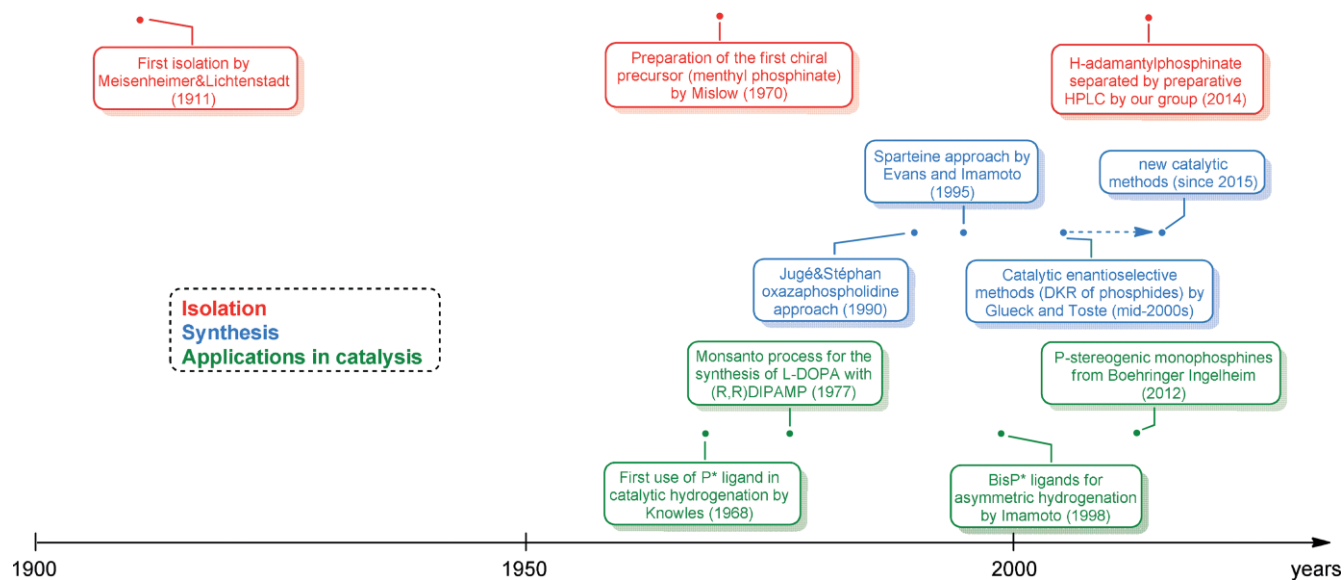 First isolation by
Meisenheimer&Lichtenstadt
(1911)
Preparation of the first chiral
precursor (menthyl phosphinate)
by Mislow (1970)
H-adamantylphosphinate
separated by preparative
HPLC by our group (2014)
Sparteine approach by
Evans and Imamoto
(1995)
new catalytic
methods (since 2015)
Jugé&Stéphan
oxazaphospholidine
approach (1990)
Catalytic enantioselective
methods (DKR of phosphides) by
Glueck and Toste (mid-2000s)
Isolation
Synthesis
Applications in catalysis
Monsanto process for the
synthesis of L-DOPA with
(R,R)DIPAMP (1977)
P-stereogenic monophosphines
from Boehringer Ingelheim
(2012)
First use of P* ligand in
catalytic hydrogenation by
Knowles (1968)
BisP* ligands for
asymmetric hydrogenation
by Imamoto (1998)
1900
1950
2000
years